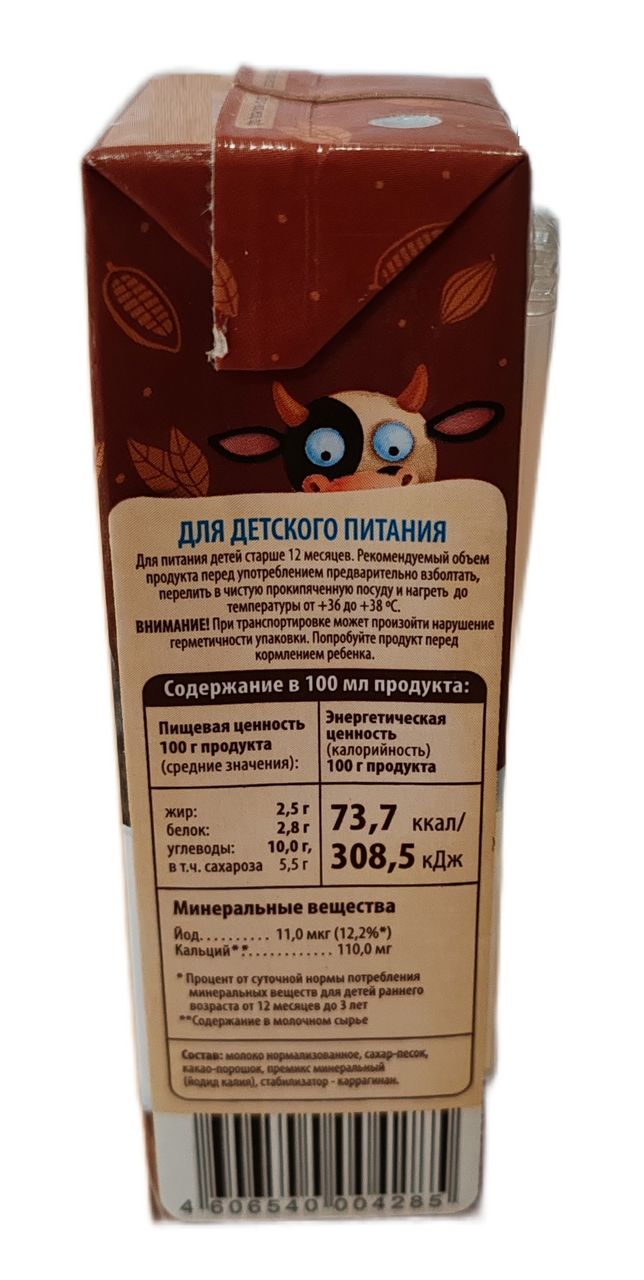 ДЛЯ ДЕТСКОГО ПИТАНИЯ
Для питания детей старше 12 месяцев. Рекомендуемый объем
продукта перед употреблением предварительно взболтать,
перелить в чистую прокипяченную посуду и нагреть до
температуры от +36 до +38 °С.
ВНИМАНИЕ! При транспортировке может произойти нарушение
герметичности упаковки. Попробуйте продукт перед
кормлением ребенка.
Содержание в 100 мл продукта:
Пищевая ценность
100 г продукта
(средние значения):
Энергетическая
ценность
(калорийность)
100 г продукта
жир: 2,5 г
белок: 2,8 г
углеводы: 10,0 г,
в т.ч. сахароза 5,5 г
73,7 ккал/
308,5 кДж
Минеральные вещества
Йод.......... 11,0 мкг (12,2%*)
Кальций**............. 110,0 мг
* Процент от суточной нормы потребления
минеральных веществ для детей раннего
возраста от 12 месяцев до 3 лет
**Содержание в молочном сырье
Состав: молоко нормализованное, сахар-песок,
какао-порошок, премикс минеральный
(йодид калия), стабилизатор - каррагинан.
4 606540 004285